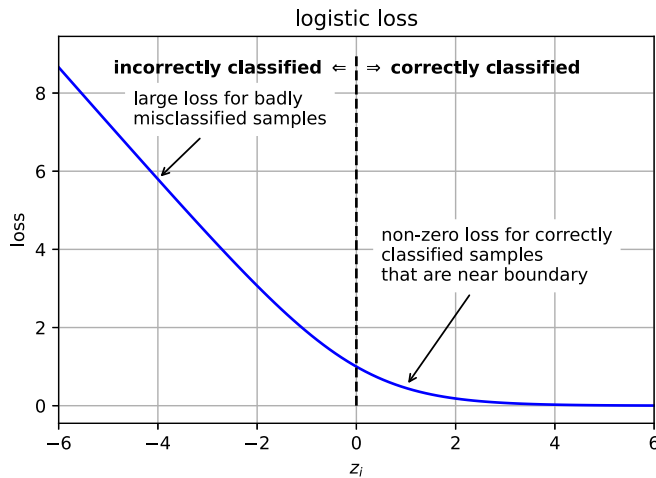 logistic loss
incorrectly classified ⇐ ⇒ correctly classified
large loss for badly
misclassified samples
non-zero loss for correctly
classified samples
that are near boundary
loss
8
6
4
2
0
−6 −4 −2 0 2 4 6
z_i